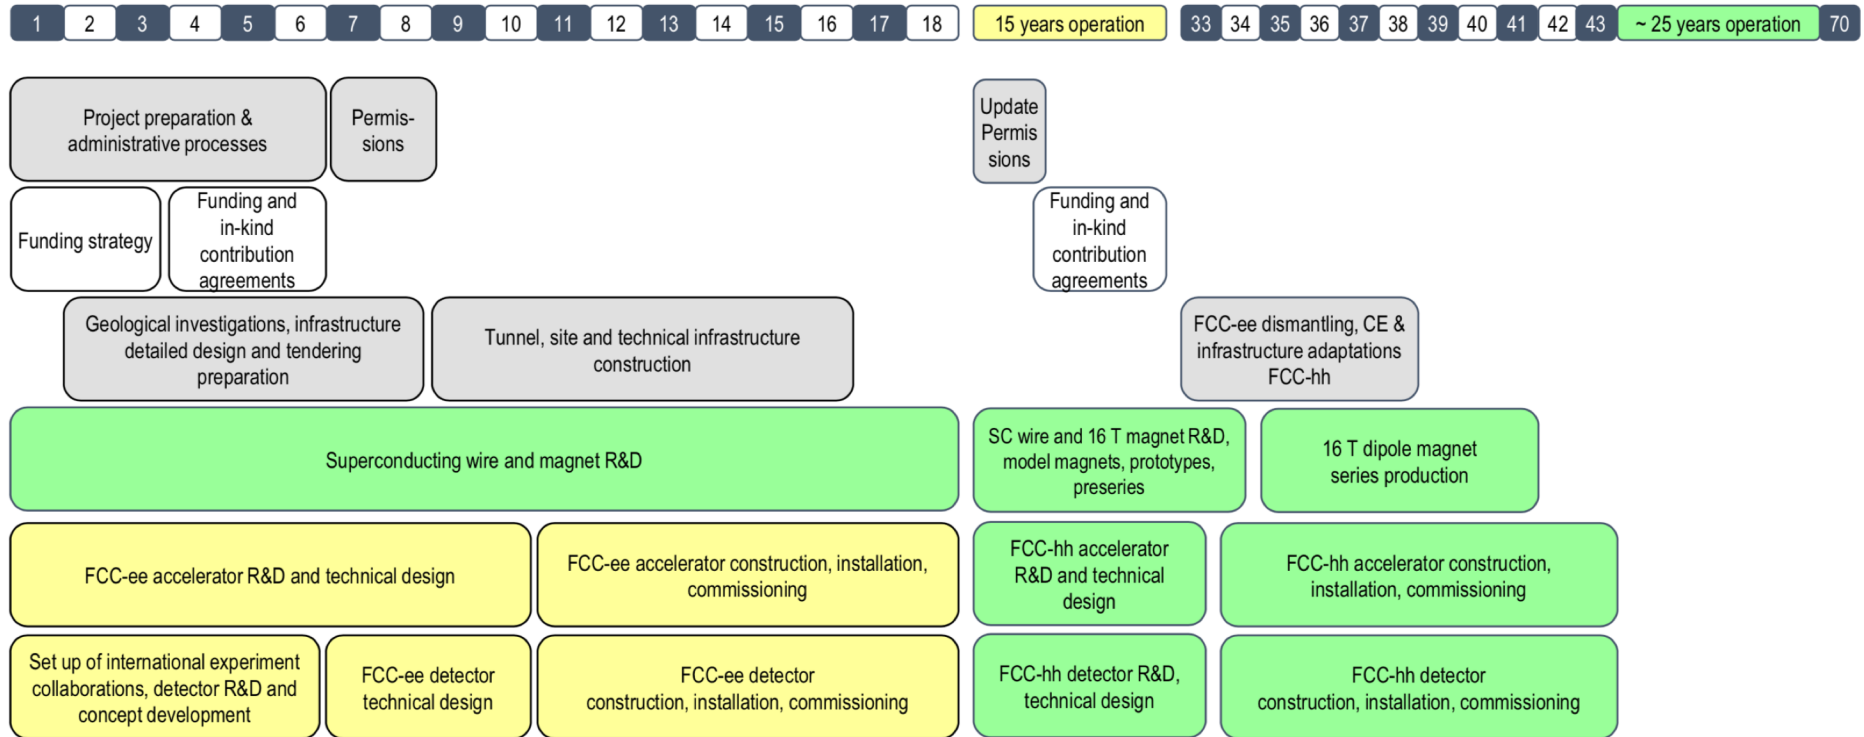 1 2 3 4 5 6 7 8 9 10 11 12 13 14 15 16 17 18 15 years operation 33 34 35 36 37 38 39 40 41 42 43 ~ 25 years operation 70
Project preparation &
administrative processes
Permis-
sions
Update
Permis
sions
Funding strategy
Funding and
in-kind
contribution
agreements
Funding and
in-kind
contribution
agreements
Geological investigations, infrastructure
detailed design and tendering
preparation
Tunnel, site and technical infrastructure
construction
FCC-ee dismantling, CE &
infrastructure adaptations
FCC-hh
Superconducting wire and magnet R&D
SC wire and 16 T magnet R&D,
model magnets, prototypes,
preseries
16 T dipole magnet
series production
FCC-ee accelerator R&D and technical design
FCC-ee accelerator construction, installation,
commissioning
FCC-hh accelerator
R&D and technical
design
FCC-hh accelerator construction,
installation, commissioning
Set up of international experiment
collaborations, detector R&D and
concept development
FCC-ee detector
technical design
FCC-ee detector
construction, installation, commissioning
FCC-hh detector R&D,
technical design
FCC-hh detector
construction, installation, commissioning